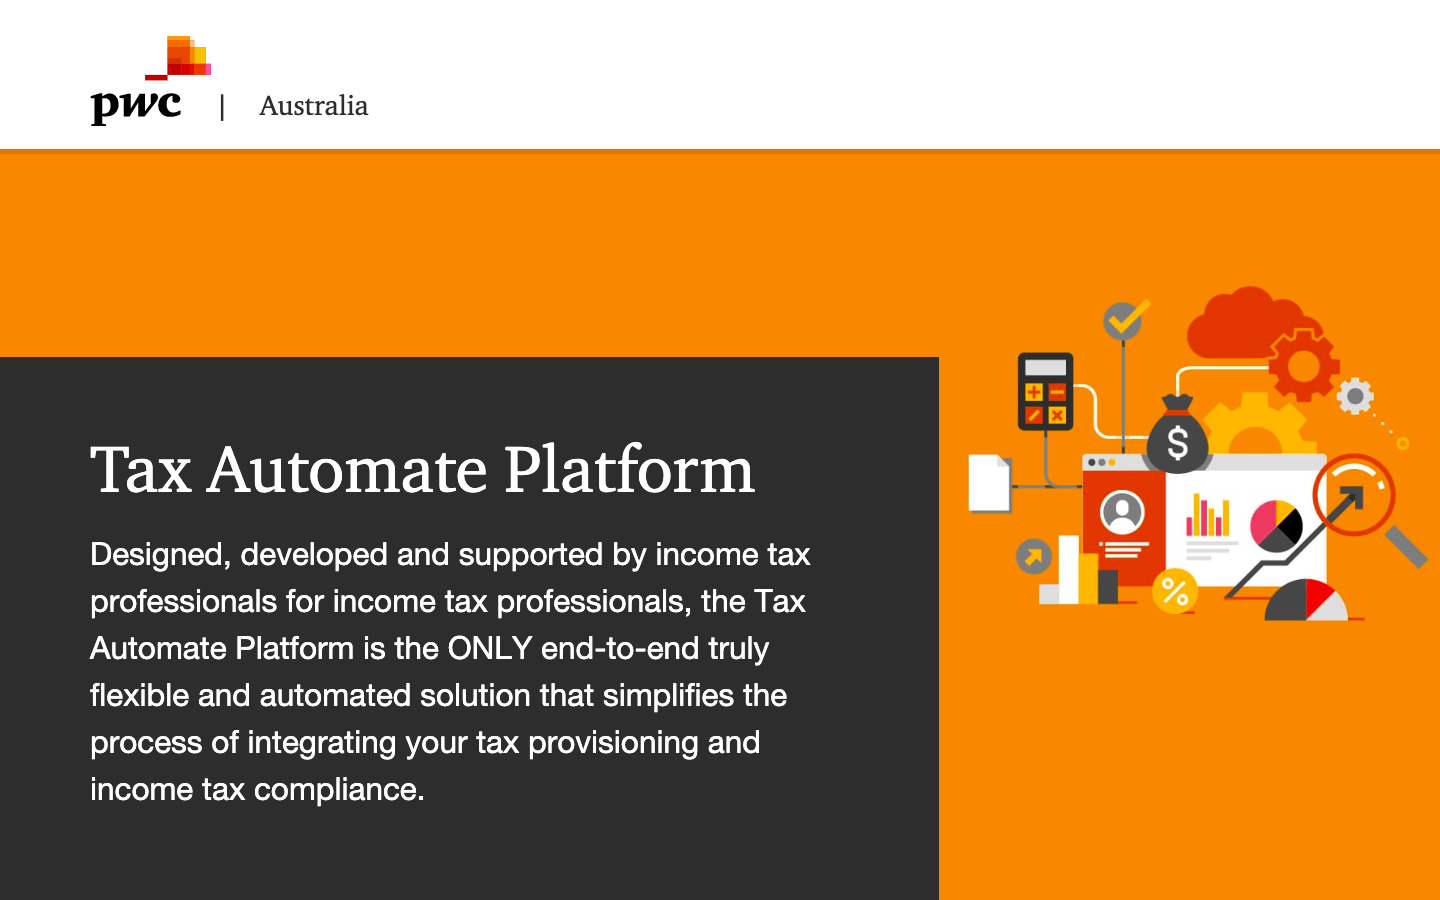 pwc | Australia
Tax Automate Platform
Designed, developed and supported by income tax
professionals for income tax professionals, the Tax
Automate Platform is the ONLY end-to-end truly
flexible and automated solution that simplifies the
process of integrating your tax provisioning and
income tax compliance.
$
%